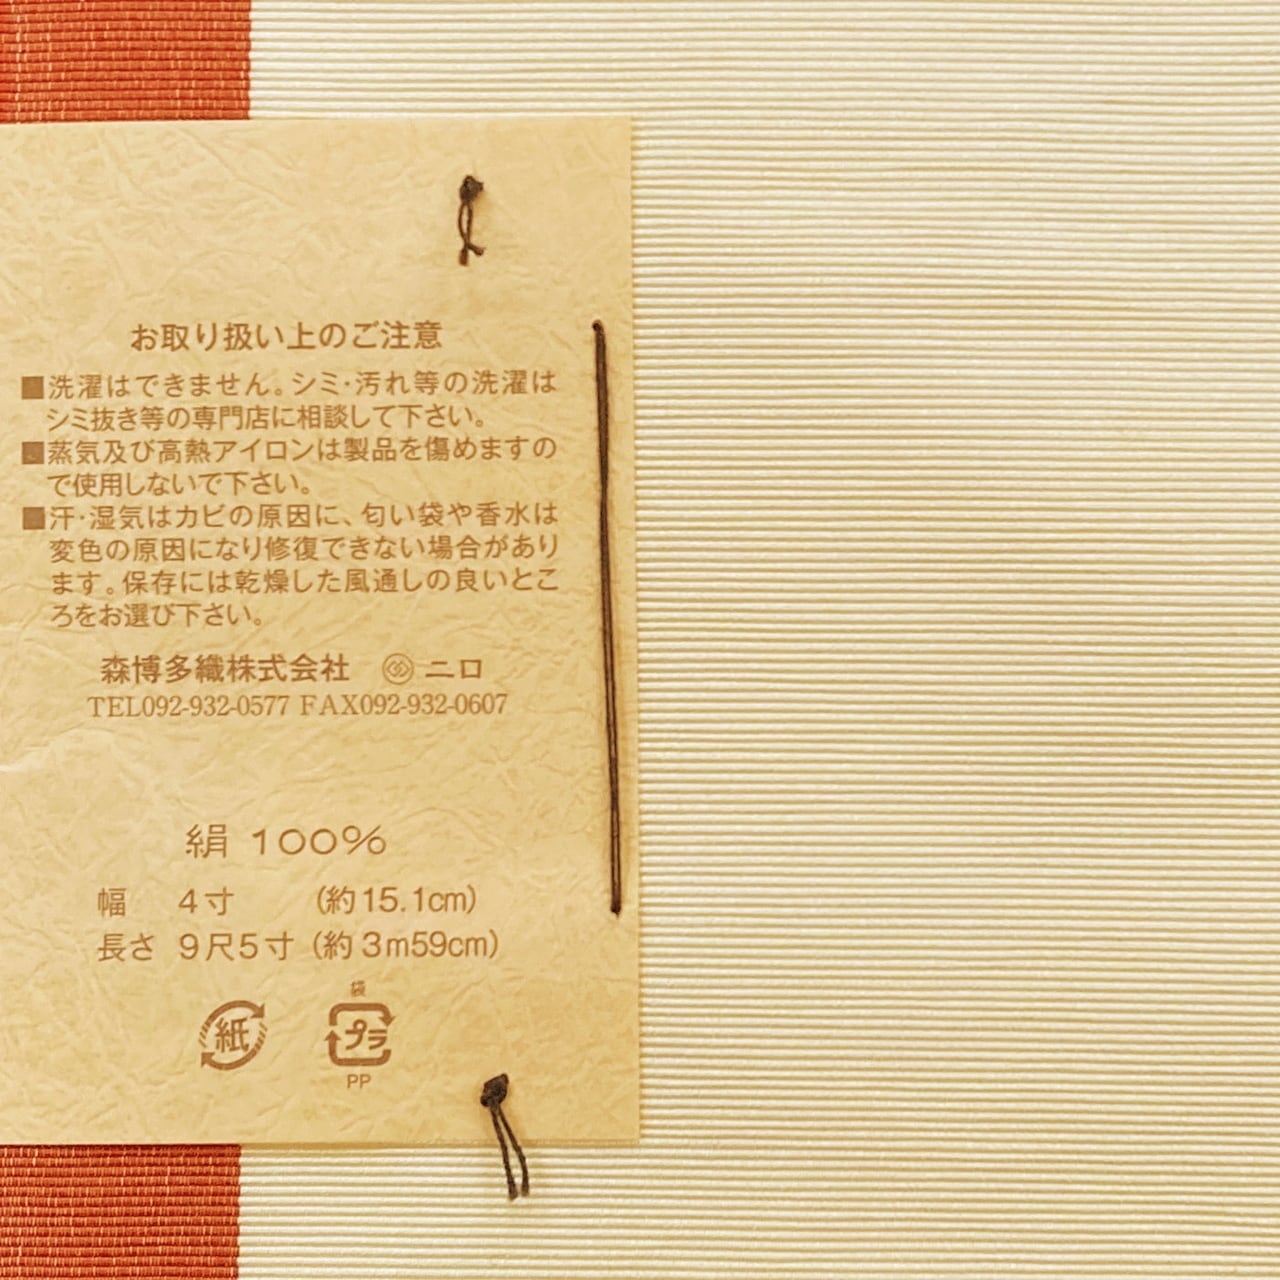 お取り扱い上のご注意
■洗濯はできません。シミ・汚れ等の洗濯は
シミ抜き等の専門店に相談して下さい。
■蒸気及び高熱アイロンは製品を傷めますの
で使用しないで下さい。
■汗・湿気はカビの原因に、匂い袋や香水は
変色の原因になり修復できない場合があり
ます。保存には乾燥した風通しの良いとこ
ろをお選び下さい。
森博多織株式会社 ニロ
TEL092-932-0577 FAX092-932-0607
絹 100%
幅 4寸 (約15.1cm)
長さ 9尺5寸 (約3m59cm)
袋
紙 プラ
PP